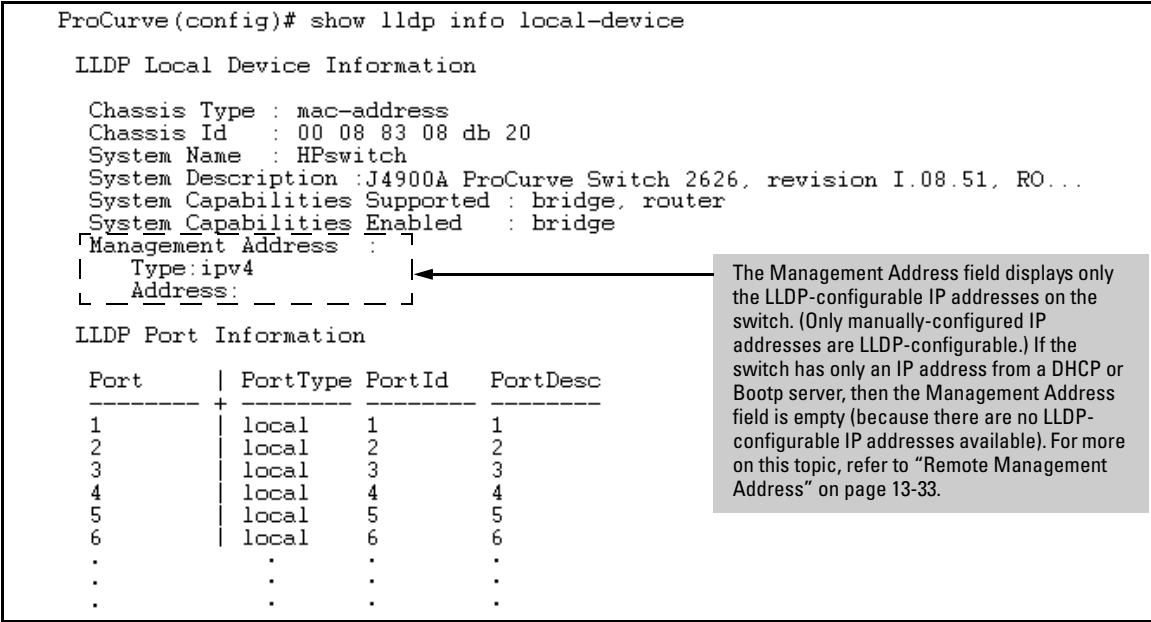 ProCurve(config)# show lldp info local-device
LLDP Local Device Information
Chassis Type : mac-address
Chassis Id : 00 08 83 08 db 20
System Name : HPswitch
System Description :J4900A ProCurve Switch 2626, revision I.08.51, RO...
System Capabilities Supported : bridge, router
System Capabilities Enabled : bridge
Management Address :
Type:ipv4
Address:
The Management Address field displays only
the LLDP-configurable IP addresses on the
switch. (Only manually-configured IP
addresses are LLDP-configurable.) If the
switch has only an IP address from a DHCP or
Bootp server, then the Management Address
field is empty (because there are no LLDP-
configurable IP addresses available). For more
on this topic, refer to “Remote Management
Address” on page 13-33.
LLDP Port Information
Port | PortType PortId PortDesc
-------- + -------- -------- --------
1 | local 1 1
2 | local 2 2
3 | local 3 3
4 | local 4 4
5 | local 5 5
6 | local 6 6
. . . .
. . . .
. . . .